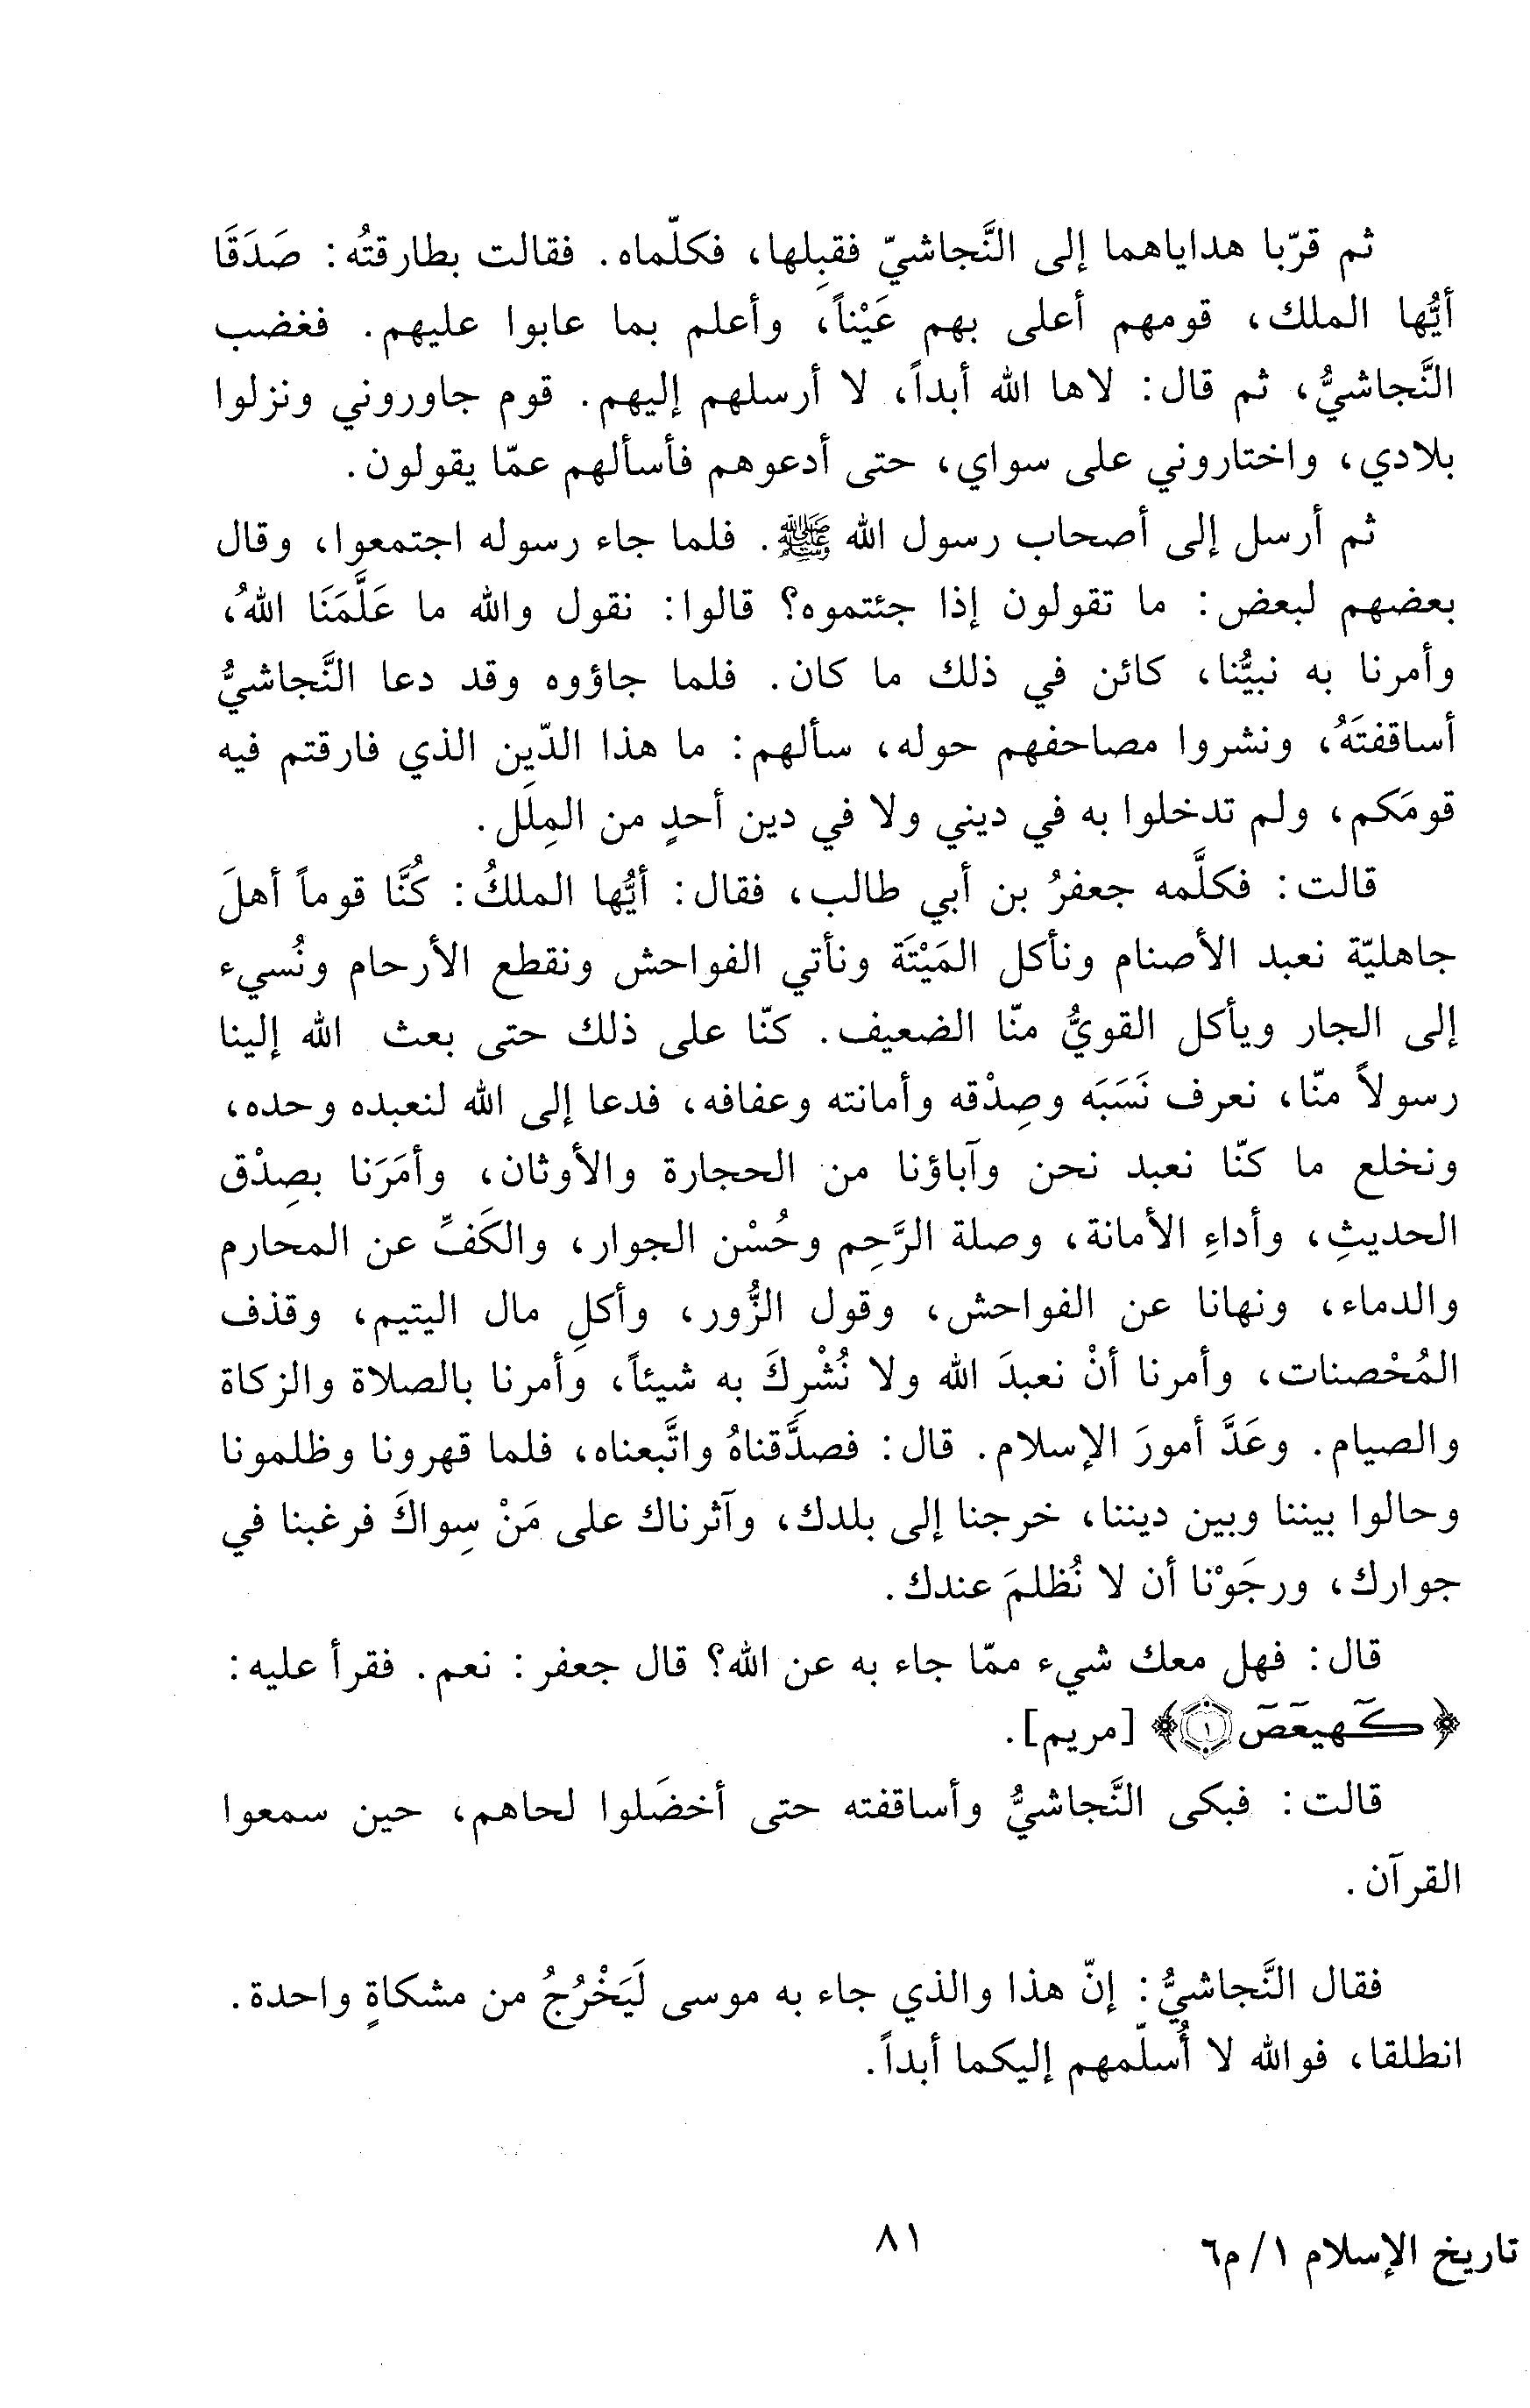 ثم قرّبا هداياهما إلى النَّجاشيّ فقبِلها، فكلّماه. فقالت بطارقتُه: صَدَقَا
أيُّها الملك، قومهم أعلى بهم عَيْناً، وأعلم بما عابوا عليهم. فغضب
النَّجاشيُّ، ثم قال: لاها الله أبداً، لا أرسلهم إليهم. قوم جاوروني ونزلوا
بلادي، واختاروني على سواي، حتى أدعوهم فأسألهم عمّا يقولون.
ثم أرسل إلى أصحاب رسول الله ﷺ. فلما جاء رسوله اجتمعوا، وقال
بعضهم لبعض: ما تقولون إذا جئتموه؟ قالوا: نقول والله ما عَلَّمَنَا اللهُ،
وأمرنا به نبيُّنا، كائن في ذلك ما كان. فلما جاؤوه وقد دعا النَّجاشيُّ
أساقفتَهُ، ونشروا مصاحفهم حوله، سألهم: ما هذا الدّين الذي فارقتم فيه
قومَكم، ولم تدخلوا به في ديني ولا في دين أحدٍ من المِلَل.
قالت: فكلَّمه جعفرُ بن أبي طالب، فقال: أيُّها الملكُ: كُنَّا قوماً أهلَ
جاهليّة نعبد الأصنام ونأكل المَيْتَة ونأتي الفواحش ونقطع الأرحام ونُسيء
إلى الجار ويأكل القويُّ منّا الضعيف. كنّا على ذلك حتى بعث الله إلينا
رسولاً منّا، نعرف نَسَبَه وصِدْقه وأمانته وعفافه، فدعا إلى الله لنعبده وحده،
ونخلع ما كنّا نعبد نحن وآباؤنا من الحجارة والأوثان، وأمَرَنا بصِدْق
الحديثِ، وأداءِ الأمانة، وصلة الرَّحِم وحُسْن الجوار، والكَفِّ عن المحارم
والدماء، ونهانا عن الفواحش، وقول الزُّور، وأكلِ مال اليتيم، وقذف
المُحْصنات، وأمرنا أنْ نعبدَ الله ولا نُشْرِكَ به شيئاً، وأمرنا بالصلاة والزكاة
والصيام. وعَدَّ أمورَ الإسلام. قال: فصدَّقناهُ واتَّبعناه، فلما قهرونا وظلمونا
وحالوا بيننا وبين ديننا، خرجنا إلى بلدك، وآثرناك على مَنْ سِواكَ فرغبنا في
جوارك، ورجَوْنا أن لا نُظلمَ عندك.
قال: فهل معك شيء ممّا جاء به عن الله؟ قال جعفر: نعم. فقرأ عليه:
﴿كٓهيعٓصٓ ۝١﴾ [مريم].
قالت: فبكى النَّجاشيُّ وأساقفته حتى أخضَلوا لحاهم، حين سمعوا
القرآن.
فقال النَّجاشيُّ: إنّ هذا والذي جاء به موسى لَيَخْرُجُ من مشكاةٍ واحدة.
انطلقا، فوالله لا أُسلّمهم إليكما أبداً.
٨١
تاريخ الإسلام ١/ م٦